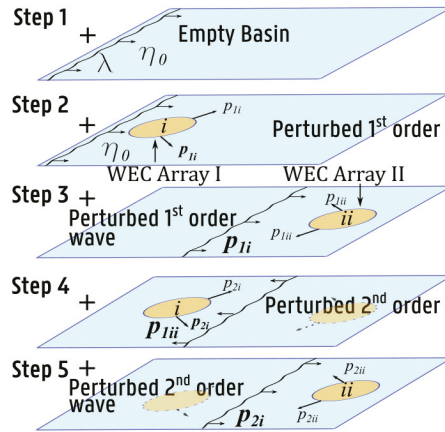 Step 1
+
Empty Basin
λ
η₀
Step 2
+
i
p₁ᵢ
p₁ᵢ
η₀
Perturbed 1st order
WEC Array I
WEC Array II
Step 3
+
Perturbed 1st order
wave
p₁ᵢ
p₁ᵢᵢ
ii
p₁ᵢᵢ
Step 4
+
i
p₂ᵢ
p₂ᵢ
p₁ᵢᵢ
Perturbed 2nd order
Step 5
+
Perturbed 2nd order
wave
p₂ᵢ
p₂ᵢᵢ
ii
p₂ᵢᵢ